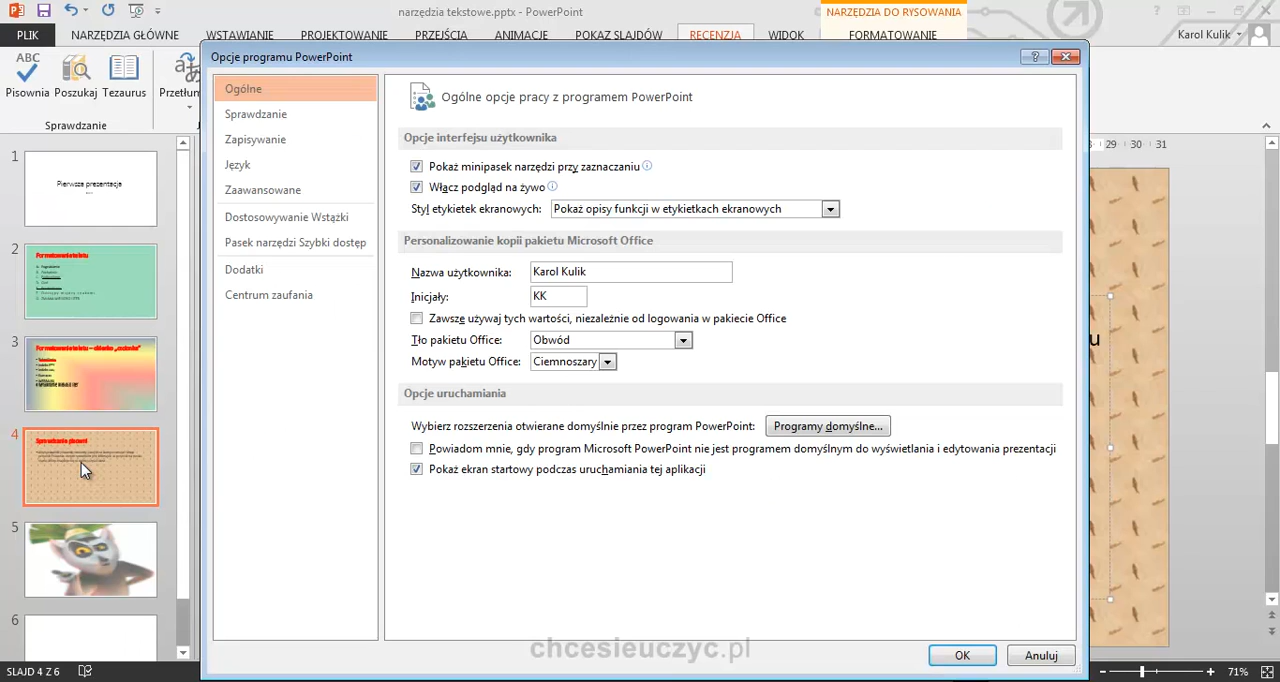 narzędzia tekstowe.pptx - PowerPoint
NARZĘDZIA DO RYSOWANIA
PLIK
NARZĘDZIA GŁÓWNE
WSTAWIANIE
PROJEKTOWANIE
PRZEJŚCIA
ANIMACJE
POKAZ SLAJDÓW
RECENZJA
WIDOK
FORMATOWANIE
Karol Kulik
ABC
Pisownia
Poszukaj
Tezaurus
Sprawdzanie
Opcje programu PowerPoint
Ogólne
Sprawdzanie
Zapisywanie
Język
Zaawansowane
Dostosowywanie Wstążki
Pasek narzędzi Szybki dostęp
Dodatki
Centrum zaufania
Ogólne opcje pracy z programem PowerPoint
Opcje interfejsu użytkownika
Pokaż minipasek narzędzi przy zaznaczaniu
Włącz podgląd na żywo
Styl etykietek ekranowych: Pokaż opisy funkcji w etykietkach ekranowych
Personalizowanie kopii pakietu Microsoft Office
Nazwa użytkownika: Karol Kulik
Inicjały: KK
Zawsze używaj tych wartości, niezależnie od logowania w pakiecie Office
Tło pakietu Office: Obwód
Motyw pakietu Office: Ciemnoszary
Opcje uruchamiania
Wybierz rozszerzenia otwierane domyślnie przez program PowerPoint: Programy domyślne...
Powiadom mnie, gdy program Microsoft PowerPoint nie jest programem domyślnym do wyświetlania i edytowania prezentacji
Pokaż ekran startowy podczas uruchamiania tej aplikacji
OK
Anuluj
1
Pierwsza prezentacja
2
Formatowanie tekstu
3
4
Sprawdzanie pisowni
5
6
29 30 31
u
chcesieuczyc.pl
SLAJD 4 Z 6
71%